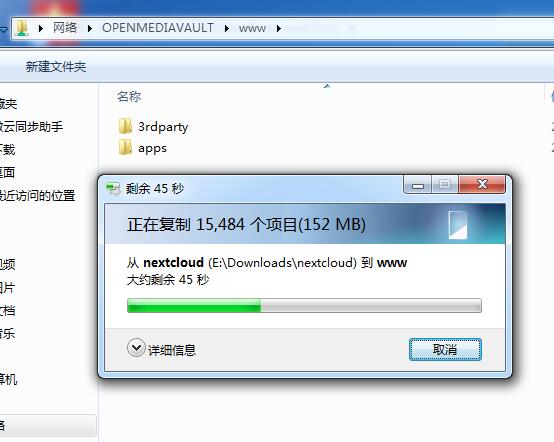 网络 OPENMEDIAVAULT www
新建文件夹
名称
藏夹
3rdparty
云同步助手
apps
下载
桌面
最近访问的位置
剩余 45 秒
正在复制 15,484 个项目(152 MB)
从 nextcloud (E:\Downloads\nextcloud) 到 www
大约剩余 45 秒
视频
图片
文档
音乐
详细信息
取消
算机
络